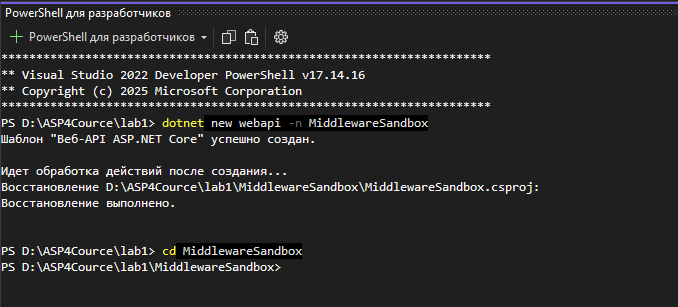 PowerShell для разработчиков
PowerShell для разработчиков
**********************************************************************
** Visual Studio 2022 Developer PowerShell v17.14.16
** Copyright (c) 2025 Microsoft Corporation
**********************************************************************
PS D:\ASP4Cource\lab1> dotnet new webapi -n MiddlewareSandbox
Шаблон "Веб-API ASP.NET Core" успешно создан.
Идет обработка действий после создания...
Восстановление D:\ASP4Cource\lab1\MiddlewareSandbox\MiddlewareSandbox.csproj:
Восстановление выполнено.
PS D:\ASP4Cource\lab1> cd MiddlewareSandbox
PS D:\ASP4Cource\lab1\MiddlewareSandbox>